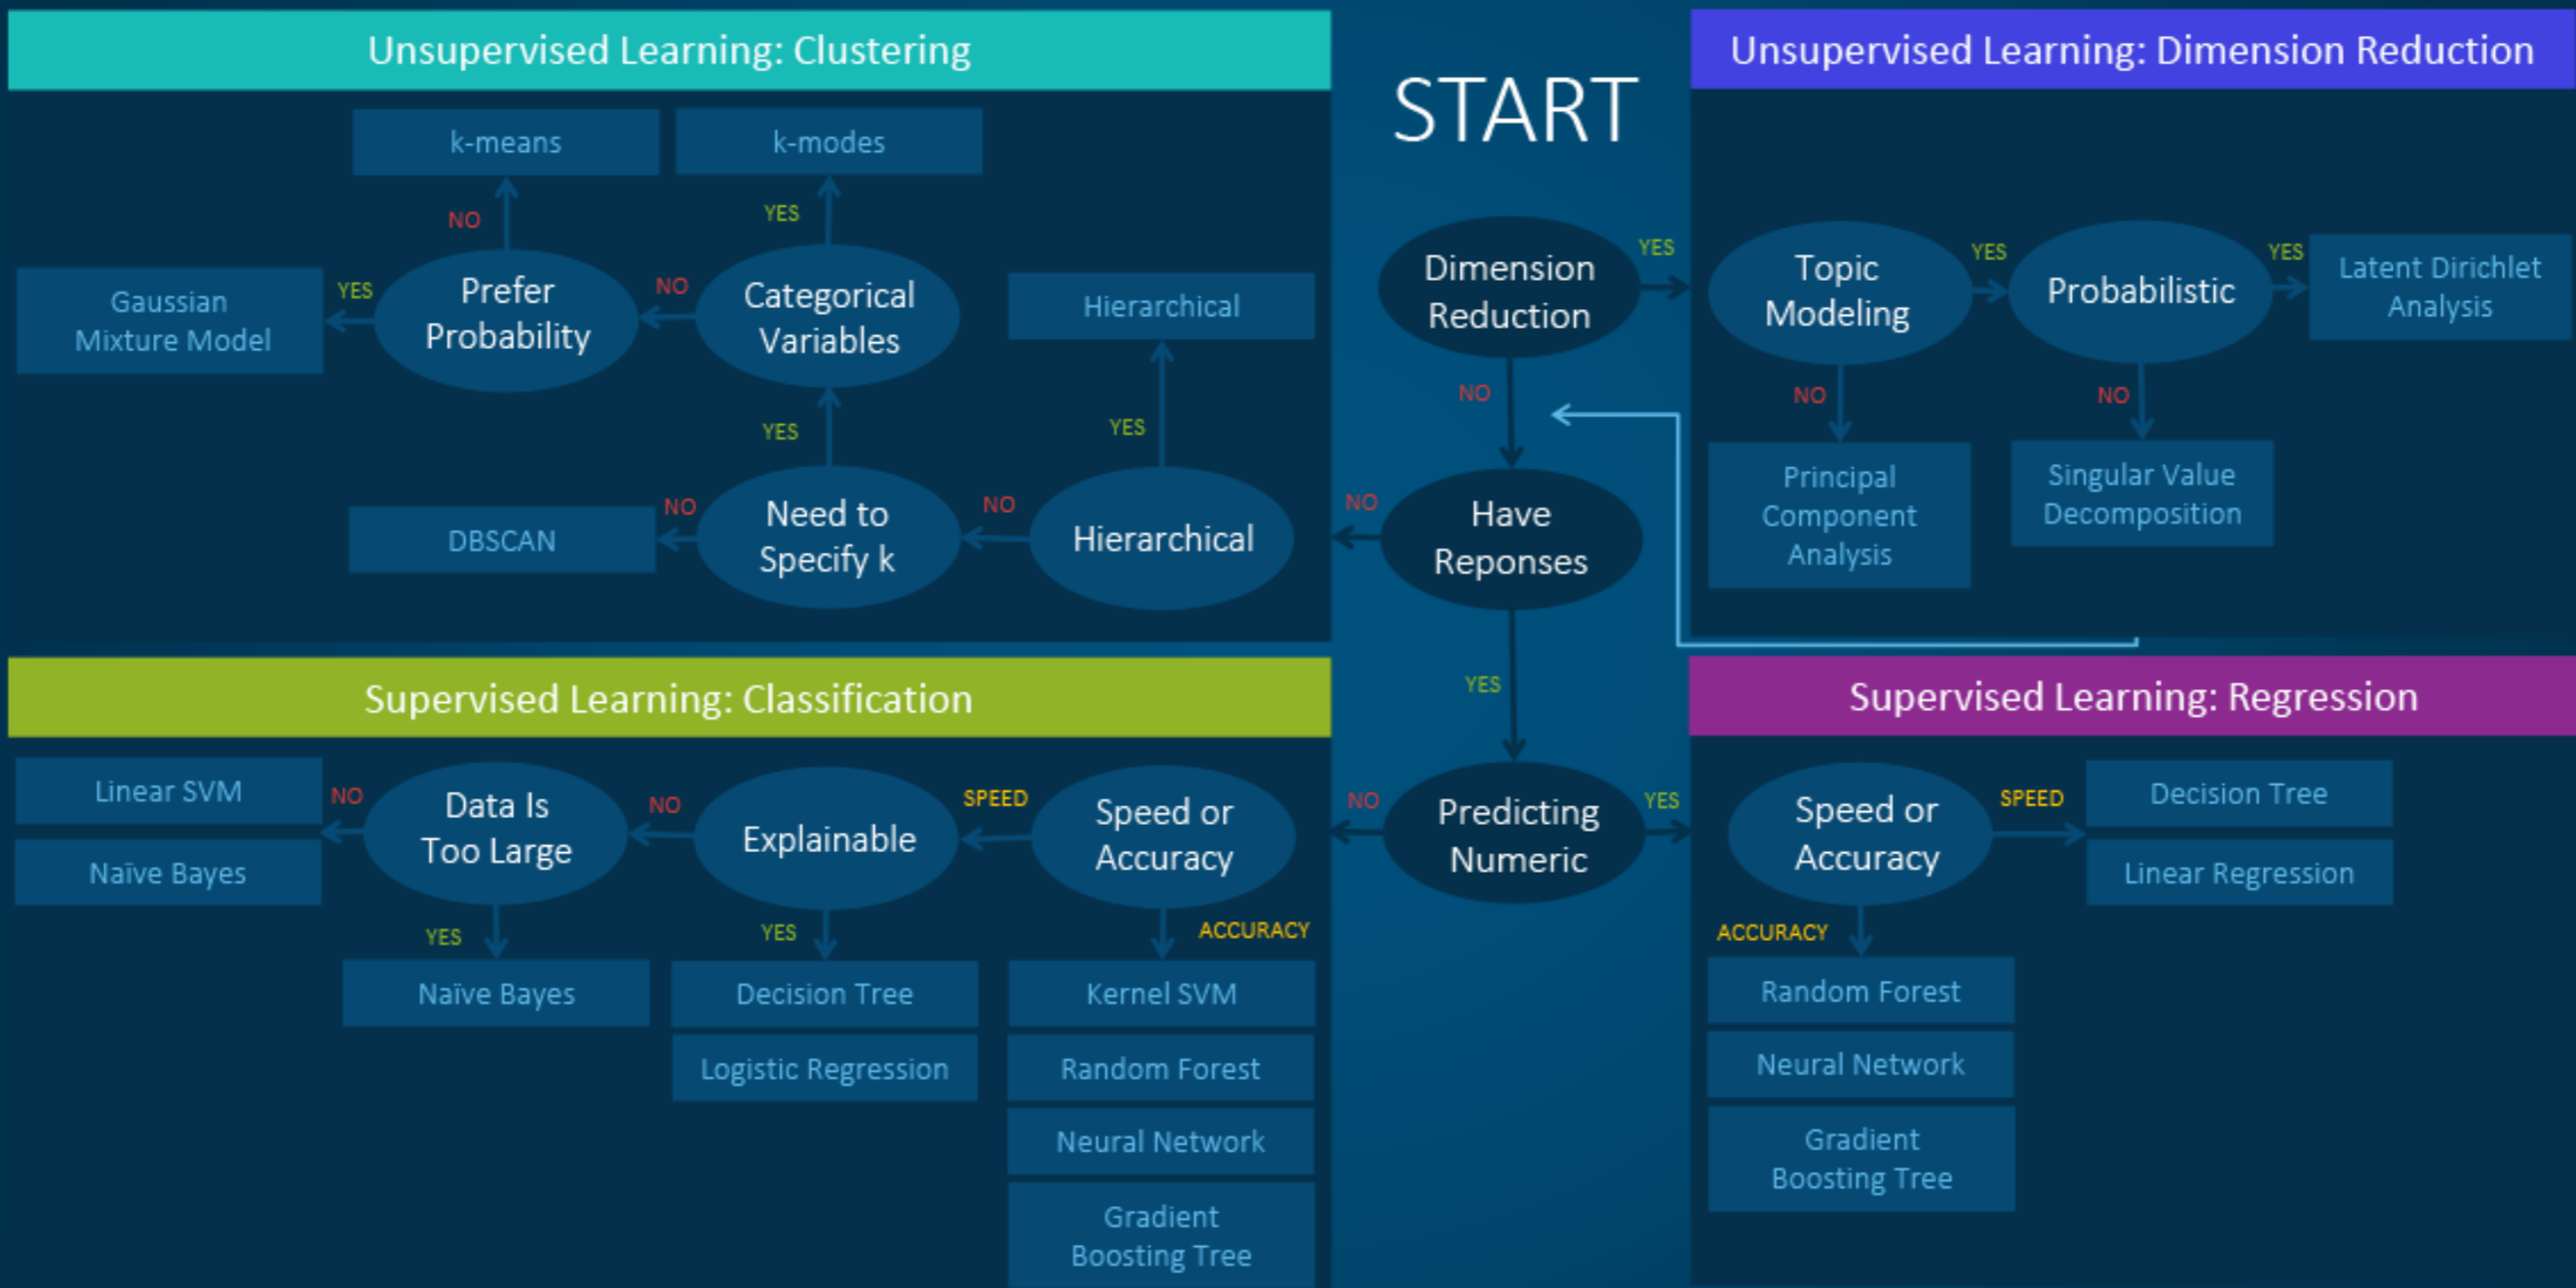 Unsupervised Learning: Clustering
k-means
k-modes
NO
YES
Gaussian
Mixture Model
YES
Prefer
Probability
NO
Categorical
Variables
Hierarchical
YES
YES
DBSCAN
NO
Need to
Specify k
NO
Hierarchical
START
Dimension
Reduction
YES
NO
NO
Have
Reponses
YES
NO
Predicting
Numeric
YES
Unsupervised Learning: Dimension Reduction
Topic
Modeling
YES
Probabilistic
YES
Latent Dirichlet
Analysis
NO
NO
Principal
Component
Analysis
Singular Value
Decomposition
Supervised Learning: Classification
Linear SVM
Naïve Bayes
NO
Data Is
Too Large
NO
Explainable
SPEED
Speed or
Accuracy
YES
YES
ACCURACY
Naïve Bayes
Decision Tree
Logistic Regression
Kernel SVM
Random Forest
Neural Network
Gradient
Boosting Tree
Supervised Learning: Regression
Speed or
Accuracy
SPEED
Decision Tree
Linear Regression
ACCURACY
Random Forest
Neural Network
Gradient
Boosting Tree